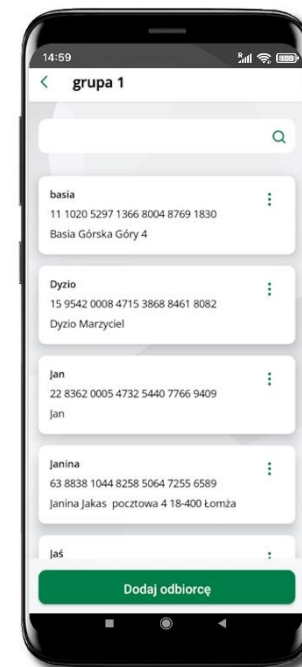 14:59
grupa 1
basia
11 1020 5297 1366 8004 8769 1830
Basia Górska Góry 4
Dyzio
15 9542 0008 4715 3868 8461 8082
Dyzio Marzyciel
Jan
22 8362 0005 4732 5440 7766 9409
Jan
Janina
63 8838 1044 8258 5064 7255 6589
Janina Jakas pocztowa 4 18-400 Łomża
Jaś
Dodaj odbiorcę